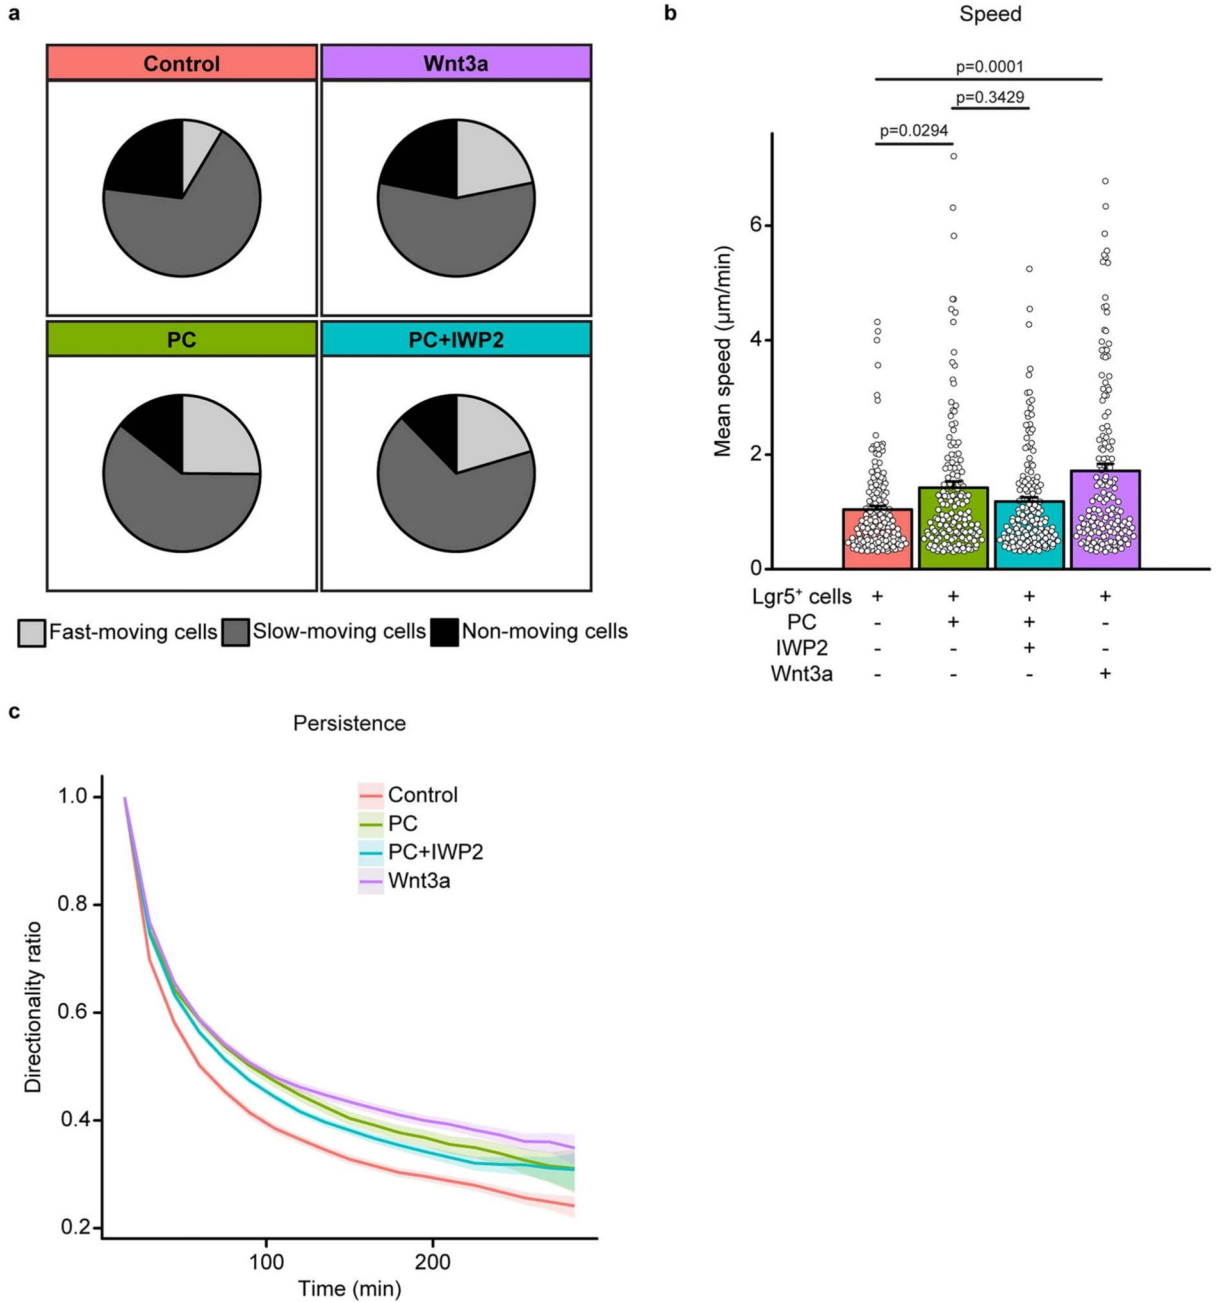 a
Control
Wnt3a
PC
PC+IWP2
Fast-moving cells
Slow-moving cells
Non-moving cells
b
Speed
p=0.0001
p=0.3429
p=0.0294
Mean speed (µm/min)
6
4
2
0
Lgr5⁺ cells + + + +
PC - + + -
IWP2 - - + -
Wnt3a - - - +
c
Persistence
Control
PC
PC+IWP2
Wnt3a
Directionality ratio
1.0
0.8
0.6
0.4
0.2
100
200
Time (min)